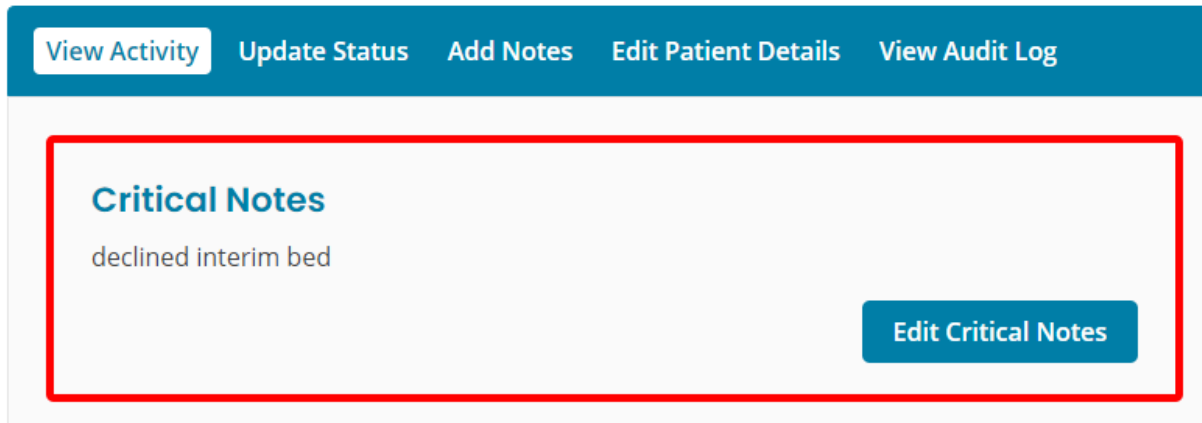 View Activity Update Status Add Notes Edit Patient Details View Audit Log
Critical Notes
declined interim bed
Edit Critical Notes